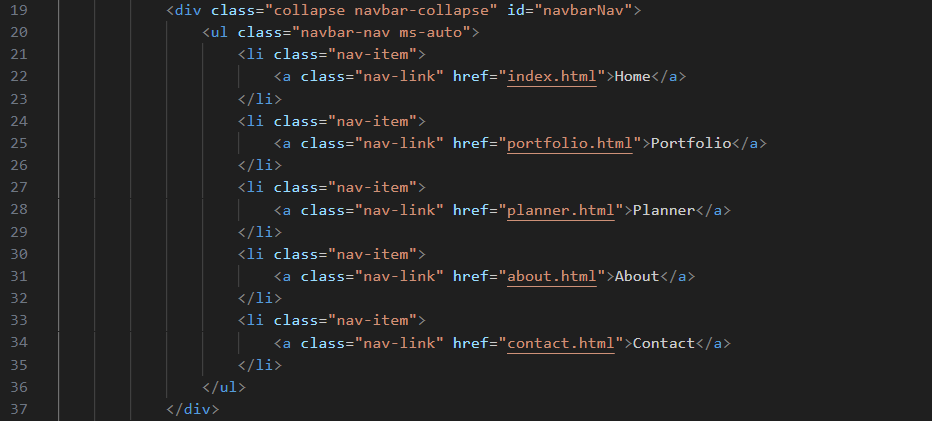 19 <div class="collapse navbar-collapse" id="navbarNav">
20 <ul class="navbar-nav ms-auto">
21 <li class="nav-item">
22 <a class="nav-link" href="index.html">Home</a>
23 </li>
24 <li class="nav-item">
25 <a class="nav-link" href="portfolio.html">Portfolio</a>
26 </li>
27 <li class="nav-item">
28 <a class="nav-link" href="planner.html">Planner</a>
29 </li>
30 <li class="nav-item">
31 <a class="nav-link" href="about.html">About</a>
32 </li>
33 <li class="nav-item">
34 <a class="nav-link" href="contact.html">Contact</a>
35 </li>
36 </ul>
37 </div>